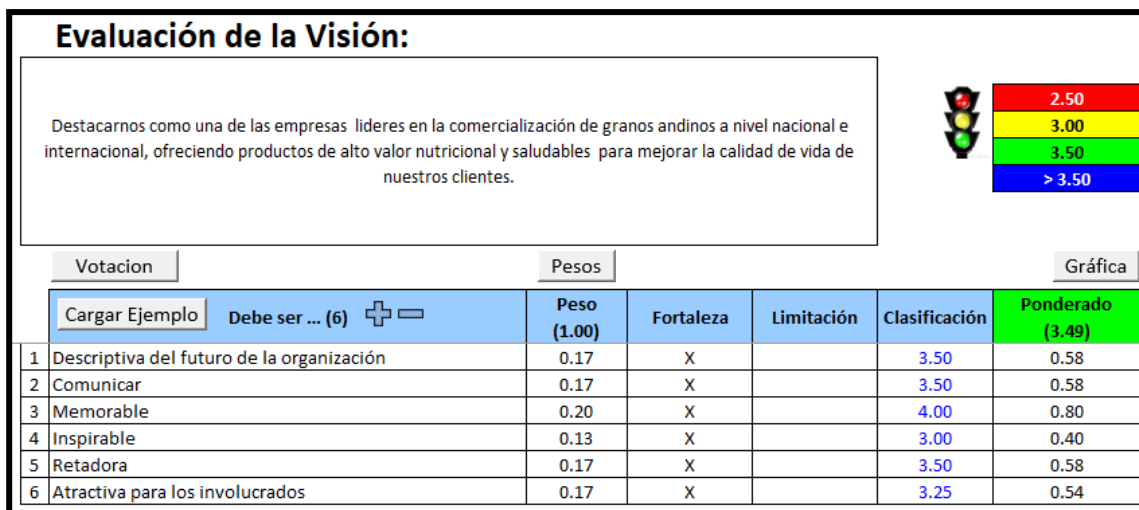 Evaluación de la Visión:
Destacarnos como una de las empresas lideres en la comercialización de granos andinos a nivel nacional e
internacional, ofreciendo productos de alto valor nutricional y saludables para mejorar la calidad de vida de
nuestros clientes.
2.50
3.00
3.50
> 3.50
Votacion Pesos Gráfica
Cargar Ejemplo Debe ser ... (6) Peso (1.00) Fortaleza Limitación Clasificación Ponderado (3.49)
1 Descriptiva del futuro de la organización 0.17 X 3.50 0.58
2 Comunicar 0.17 X 3.50 0.58
3 Memorable 0.20 X 4.00 0.80
4 Inspirable 0.13 X 3.00 0.40
5 Retadora 0.17 X 3.50 0.58
6 Atractiva para los involucrados 0.17 X 3.25 0.54